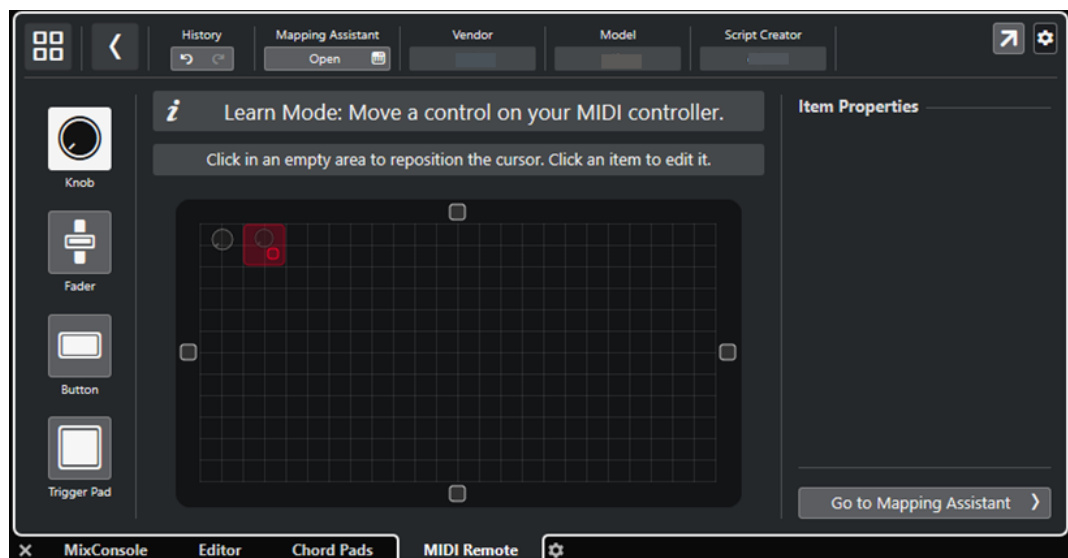 History
Mapping Assistant
Vendor
Model
Script Creator
Open
i Learn Mode: Move a control on your MIDI controller.
Click in an empty area to reposition the cursor. Click an item to edit it.
Item Properties
Knob
Fader
Button
Trigger Pad
Go to Mapping Assistant
MixConsole Editor Chord Pads MIDI Remote